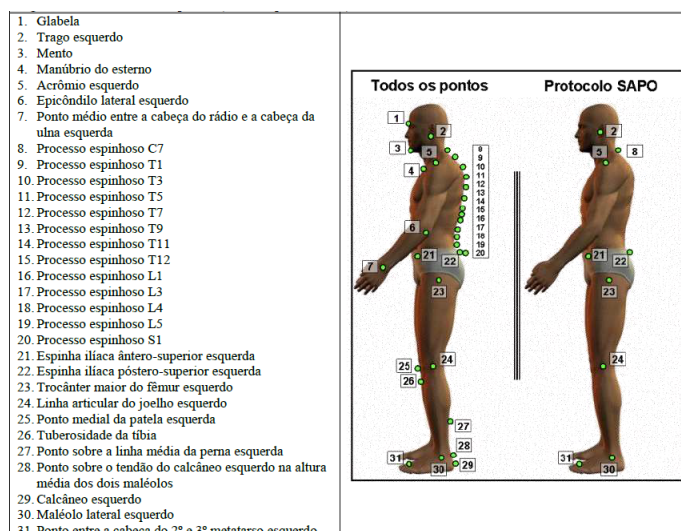 1. Glabela
2. Trago esquerdo
3. Mento
4. Manúbrio do esterno
5. Acrômio esquerdo
6. Epicôndilo lateral esquerdo
7. Ponto médio entre a cabeça do rádio e a cabeça da
ulna esquerda
8. Processo espinhoso C7
9. Processo espinhoso T1
10. Processo espinhoso T3
11. Processo espinhoso T5
12. Processo espinhoso T7
13. Processo espinhoso T9
14. Processo espinhoso T11
15. Processo espinhoso T12
16. Processo espinhoso L1
17. Processo espinhoso L3
18. Processo espinhoso L4
19. Processo espinhoso L5
20. Processo espinhoso S1
21. Espinha ilíaca ântero-superior esquerda
22. Espinha ilíaca póstero-superior esquerda
23. Trocânter maior do fêmur esquerdo
24. Linha articular do joelho esquerdo
25. Ponto medial da patela esquerda
26. Tuberosidade da tíbia
27. Ponto sobre a linha média da perna esquerda
28. Ponto sobre o tendão do calcâneo esquerdo na altura
média dos dois maléolos
29. Calcâneo esquerdo
30. Maléolo lateral esquerdo
31 Ponto entre a cabeça do 2º e 3º metatarso esquerdo
Todos os pontos
1
2
3
5
4
8
9
10
11
12
13
14
15
16
17
18
19
20
6
7
21
22
23
24
25
26
27
28
29
30
31
Protocolo SAPO
2
5
8
21
22
23
24
30
31